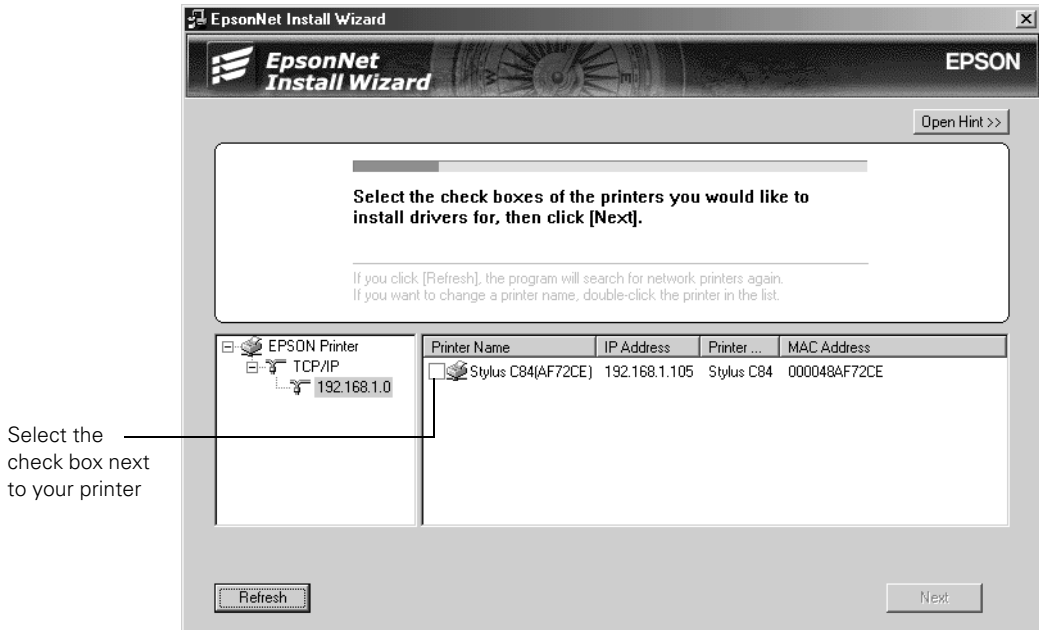 EpsonNet Install Wizard
EpsonNet
Install Wizard
EPSON
Open Hint >>
Select the check boxes of the printers you would like to
install drivers for, then click [Next].
If you click [Refresh], the program will search for network printers again.
If you want to change a printer name, double-click the printer in the list.
EPSON Printer
TCP/IP
192.168.1.0
Printer Name IP Address Printer ... MAC Address
Stylus C84(AF72CE) 192.168.1.105 Stylus C84 000048AF72CE
Select the
check box next
to your printer
Refresh
Next